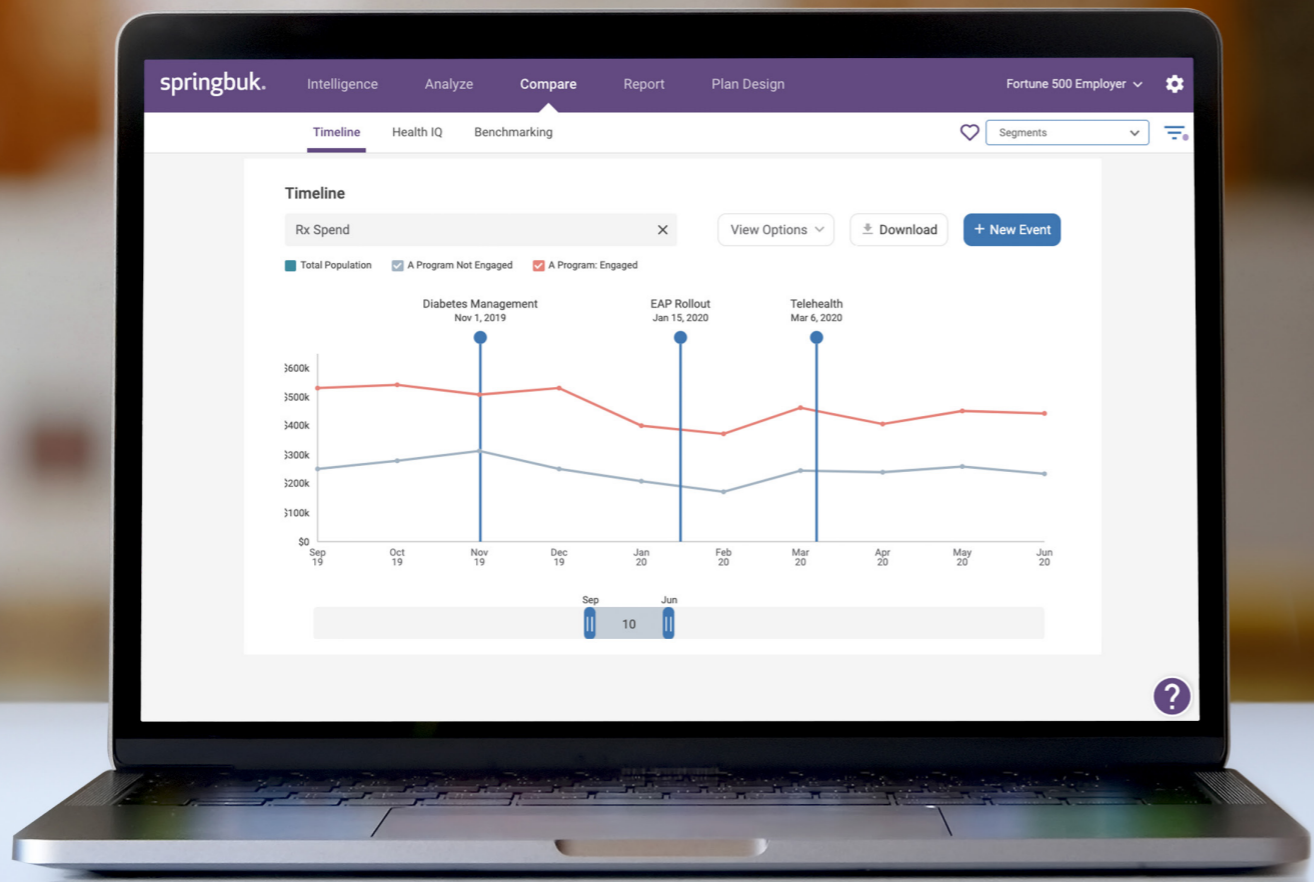 springbuk.
Intelligence Analyze Compare Report Plan Design Fortune 500 Employer
Timeline Health IQ Benchmarking Segments
Timeline
Rx Spend View Options Download + New Event
Total Population A Program Not Engaged A Program: Engaged
Diabetes Management EAP Rollout Telehealth
Nov 1, 2019 Jan 15, 2020 Mar 6, 2020
$600k
$500k
$400k
$300k
$200k
$100k
$0
Sep Oct Nov Dec Jan Feb Mar Apr May Jun
19 19 19 19 20 20 20 20 20 20
Sep Jun
10
?